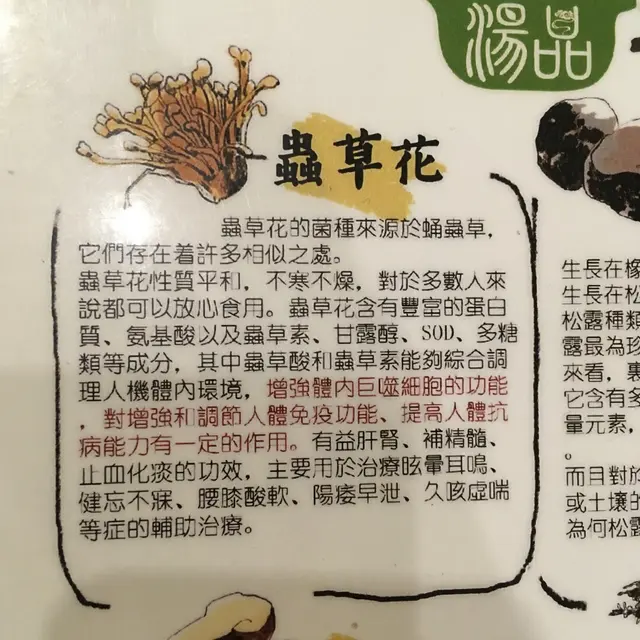 湯品
蟲草花
蟲草花的菌種來源於蛹蟲草，
它們存在着許多相似之處。
蟲草花性質平和，不寒不燥，對於多數人來
說都可以放心食用。蟲草花含有豐富的蛋白
質、氨基酸以及蟲草素、甘露醇、SOD、多糖
類等成分，其中蟲草酸和蟲草素能夠綜合調
理人機體內環境，增強體內巨噬細胞的功能
，對增強和調節人體免疫功能、提高人體抗
病能力有一定的作用。有益肝腎、補精髓、
止血化痰的功效，主要用於治療眩暈耳鳴、
健忘不寐、腰膝酸軟、陽痿早泄、久咳虛喘
等症的輔助治療。
生長在橡
生長在松
松露種類
露最為珍
來看，裏
它含有多
量元素，
。
而且對於
或土壤的
為何松露